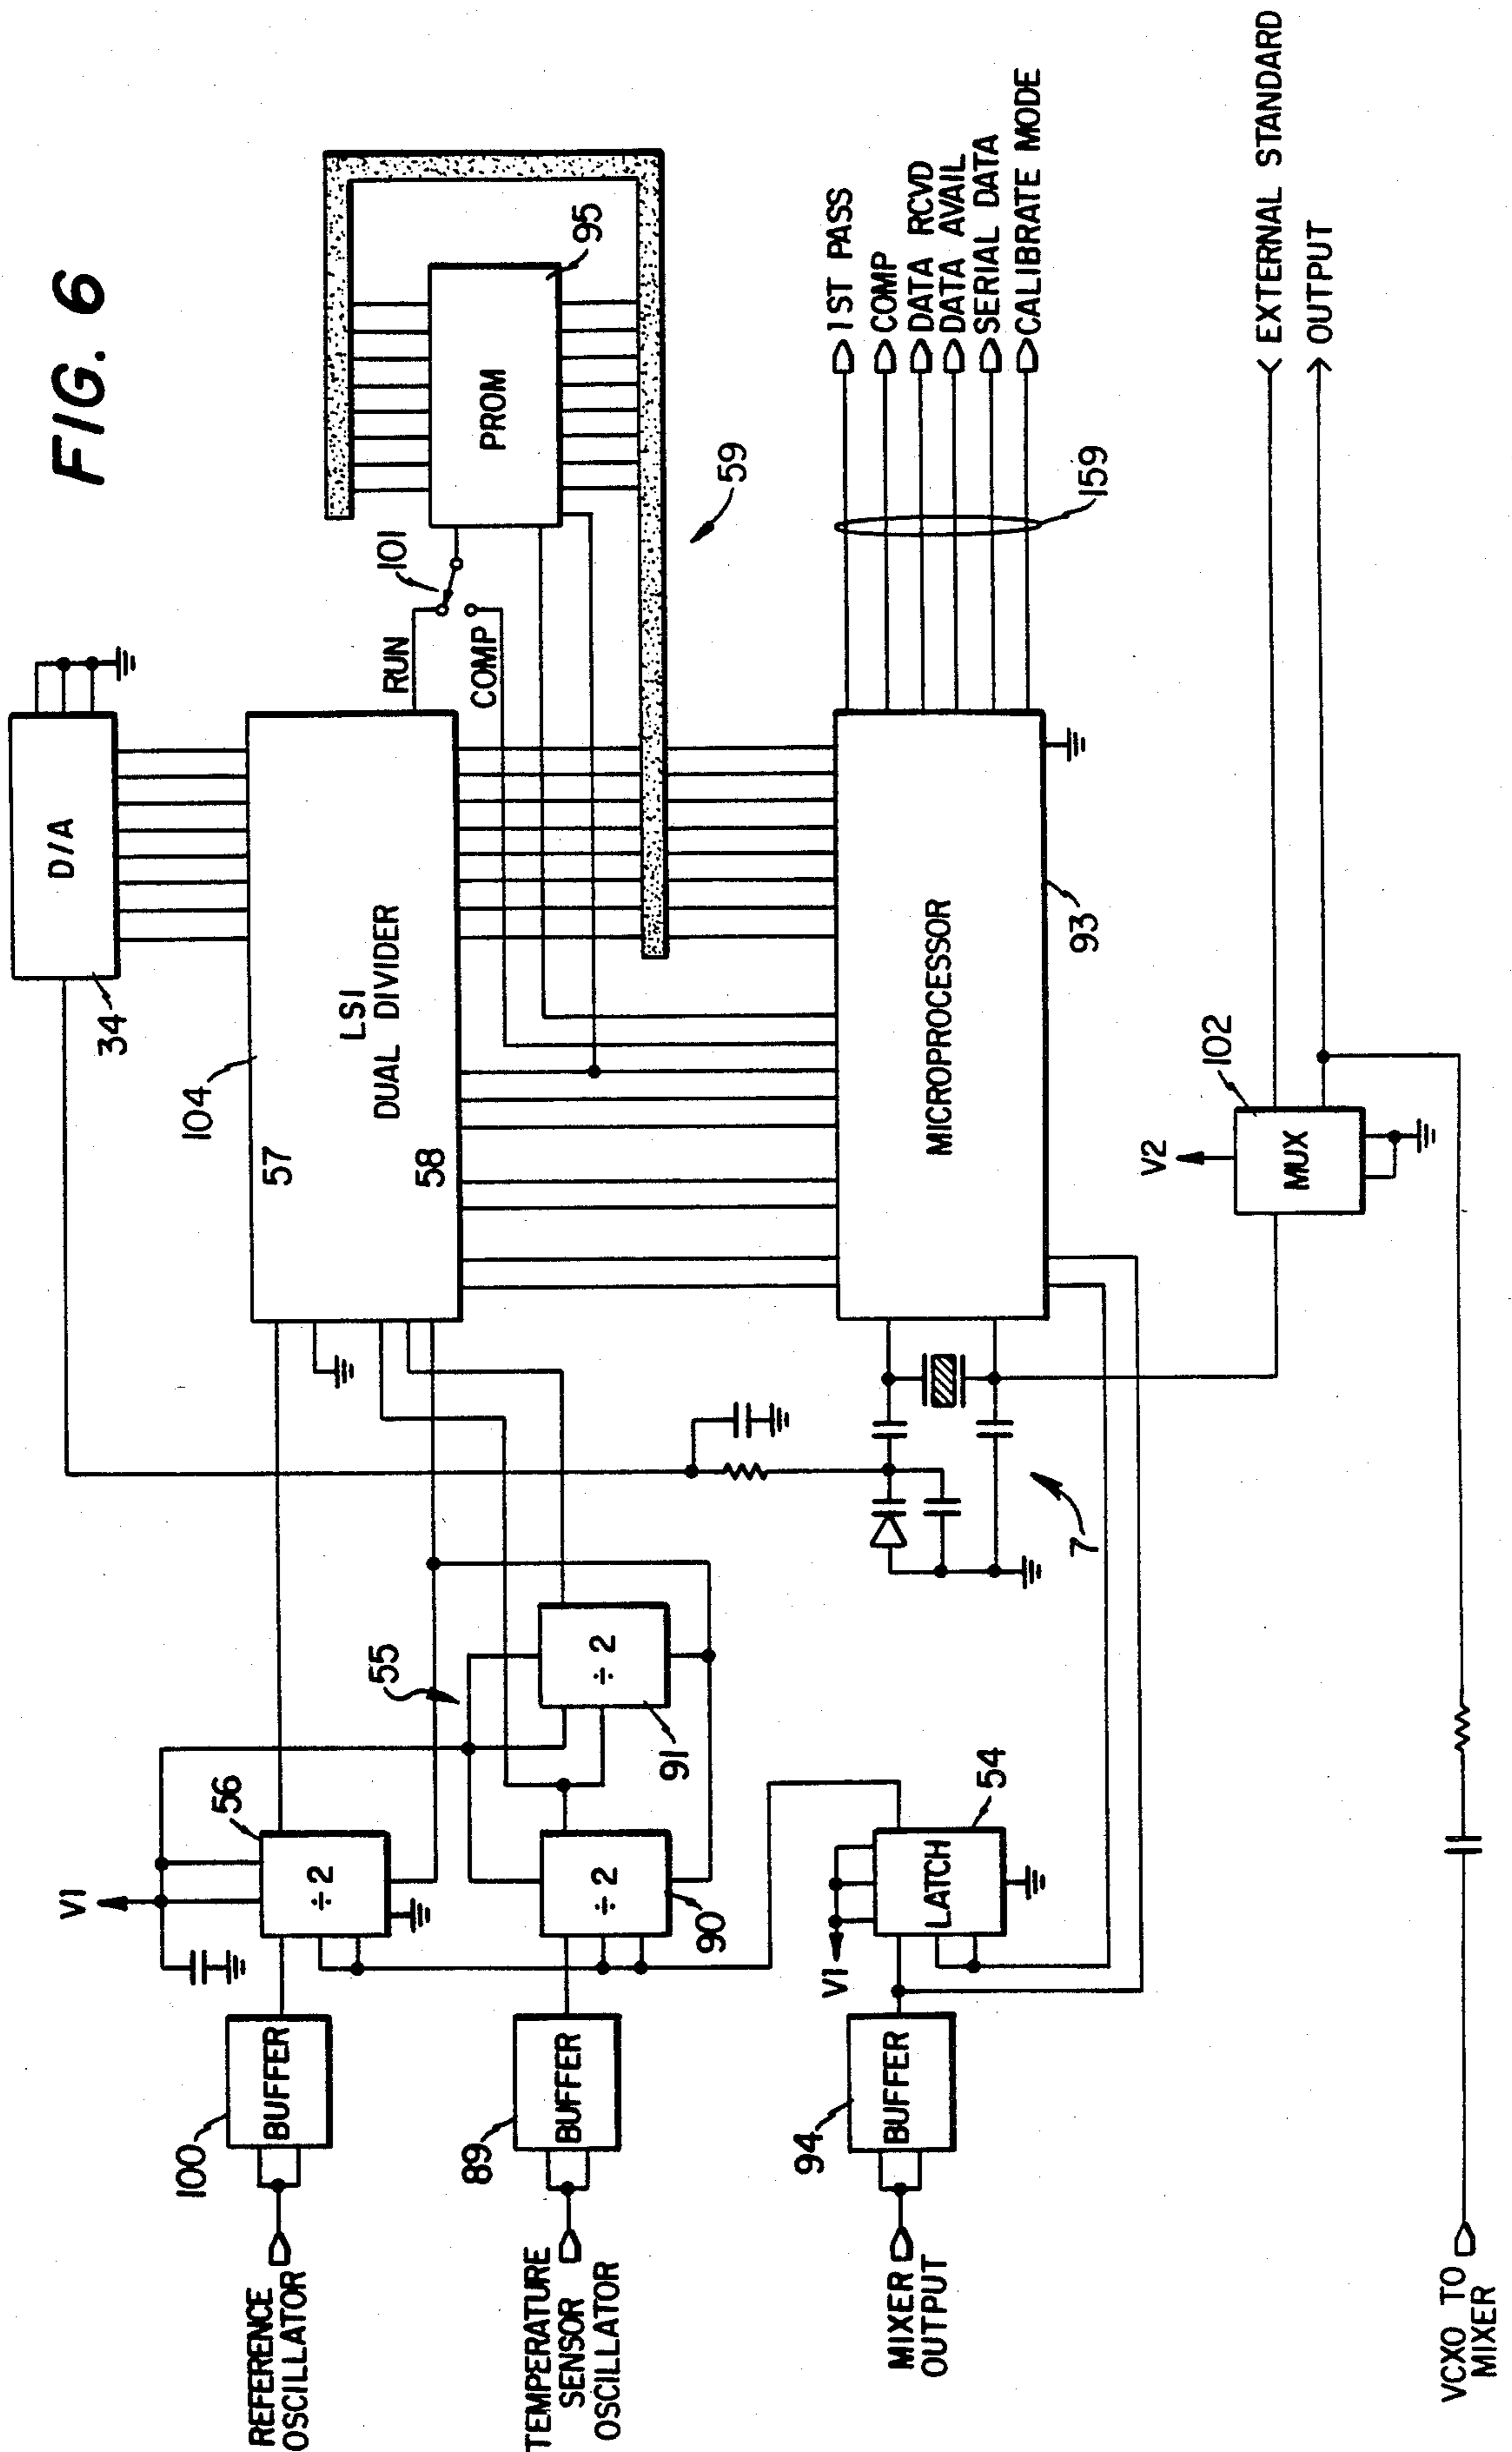 FIG. 6
REFERENCE
OSCILLATOR
100
BUFFER
V1
56
÷ 2
57
104
LSI
DUAL DIVIDER
58
34
D/A
RUN
COMP
101
PROM
95
59
TEMPERATURE
SENSOR
OSCILLATOR
89
BUFFER
÷ 2
90
55
÷ 2
91
MIXER
OUTPUT
94
BUFFER
V1
LATCH
54
7
MICROPROCESSOR
93
1ST PASS
COMP
DATA RCVD
DATA AVAIL
SERIAL DATA
CALIBRATE MODE
159
V2
MUX
102
EXTERNAL STANDARD
OUTPUT
VCXO TO
MIXER